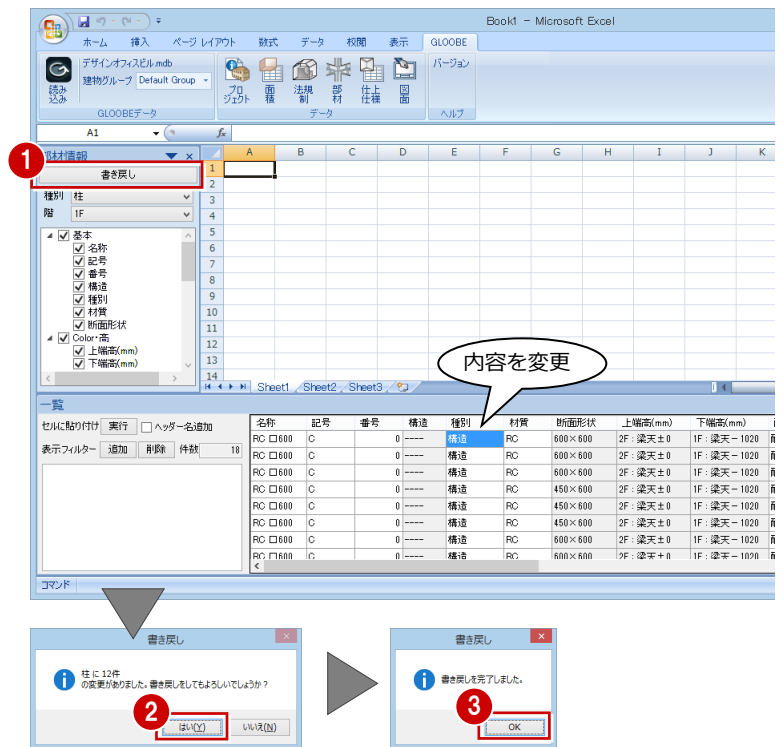 Book1 - Microsoft Excel
ホーム 挿入 ページ レイアウト 数式 データ 校閲 表示 GLOOBE
読み込み
デザインオフィスビル.mdb
建物グループ Default Group
GLOOBEデータ
プロジェクト 面積 法規制 部材 仕上仕様 図面
データ
バージョン
ヘルプ
A1 fx
部材情報
1
書き戻し
種別 柱
階 1F
基本
名称
記号
番号
構造
種別
材質
断面形状
Color・高
上端高(mm)
下端高(mm)
A B C D E F G H I J K
1
2
3
4
5
6
7
8
9
10
11
12
13
14
内容を変更
Sheet1 Sheet2 Sheet3
一覧
セルに貼り付け 実行 ヘッダー名追加
表示フィルター 追加 削除 件数 18
名称 記号 番号 構造 種別 材質 断面形状 上端高(mm) 下端高(mm)
RC □600 C 0 ---- 構造 RC 600×600 2F : 梁天±0 1F : 梁天－1020
RC □600 C 0 ---- 構造 RC 600×600 2F : 梁天±0 1F : 梁天－1020
RC □600 C 0 ---- 構造 RC 600×600 2F : 梁天±0 1F : 梁天－1020
RC □600 C 0 ---- 構造 RC 450×600 2F : 梁天±0 1F : 梁天－1020
RC □600 C 0 ---- 構造 RC 450×600 2F : 梁天±0 1F : 梁天－1020
RC □600 C 0 ---- 構造 RC 450×600 2F : 梁天±0 1F : 梁天－1020
RC □600 C 0 ---- 構造 RC 600×600 2F : 梁天±0 1F : 梁天－1020
RC □600 C 0 ---- 構造 RC 600×600 2F : 梁天±0 1F : 梁天－1020
コマンド
書き戻し
柱 に 12件
の変更がありました。書き戻しをしてもよろしいでしょうか？
2
はい(Y) いいえ(N)
書き戻し
書き戻しを完了しました。
3
OK